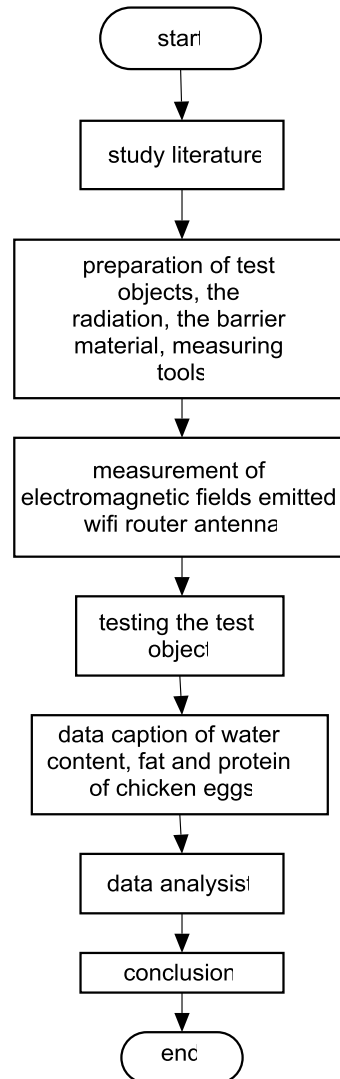 start
study literature
preparation of test
objects, the
radiation, the barrier
material, measuring
tools
measurement of
electromagnetic fields emitted
wifi router antenna
testing the test
object
data caption of water
content, fat and protein
of chicken eggs
data analysist
conclusion
end